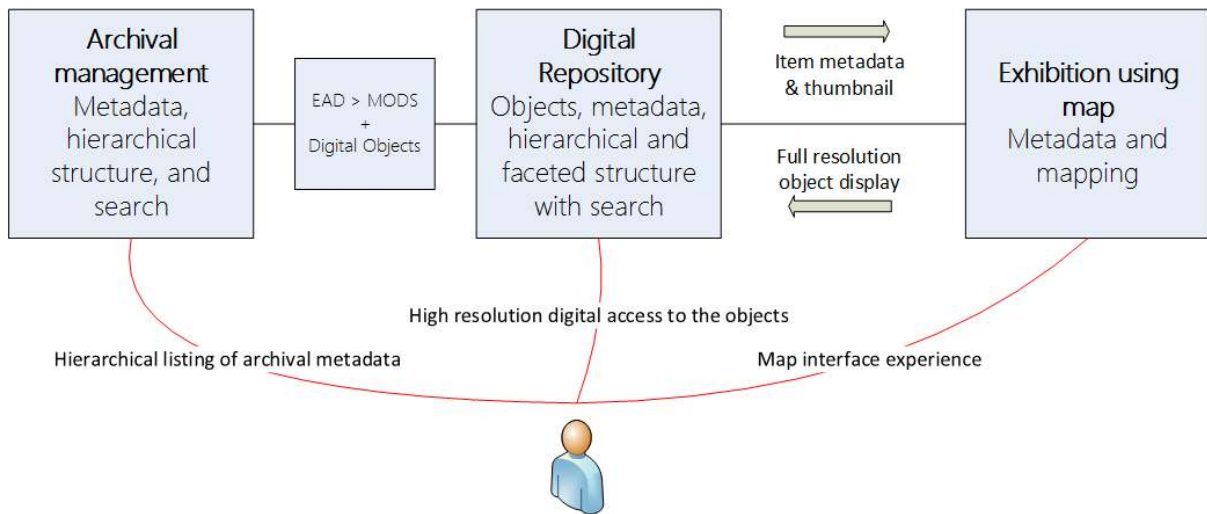 Archival
management
Metadata,
hierarchical
structure, and
search
EAD > MODS
+
Digital Objects
Digital
Repository
Objects, metadata,
hierarchical and
faceted structure
with search
Item metadata
& thumbnail
Full resolution
object display
Exhibition using
map
Metadata and
mapping
High resolution digital access to the objects
Hierarchical listing of archival metadata
Map interface experience